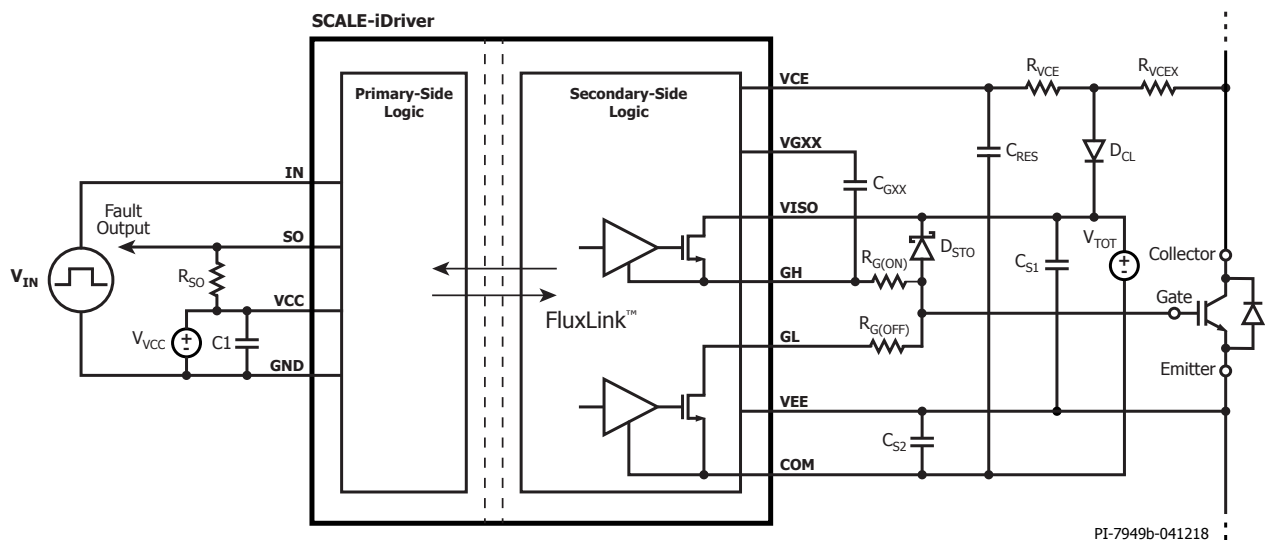 SCALE-iDriver
Primary-Side
Logic
Secondary-Side
Logic
VCE
RVCE
RVCEX
VGXX
CGXX
CRES
DCL
IN
Fault
Output
SO
RSO
VIN
VCC
VVCC
C1
GND
FluxLink™
VISO
DSTO
CS1
VTOT
Collector
GH
RG(ON)
Gate
GL
RG(OFF)
Emitter
VEE
CS2
COM
PI-7949b-041218